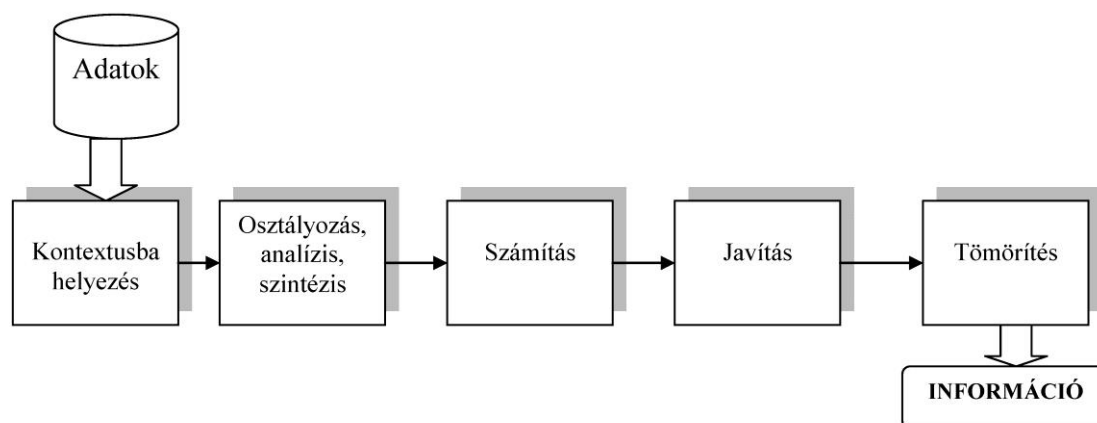 Adatok
Kontextusba
helyezés
Osztályozás,
analízis,
szintézis
Számítás
Javítás
Tömörítés
INFORMÁCIÓ